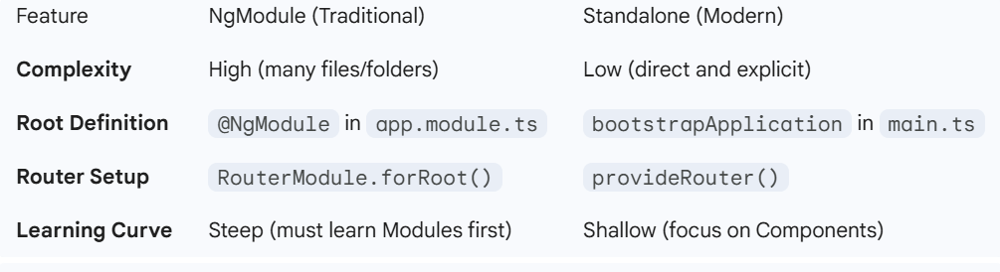 Feature NgModule (Traditional) Standalone (Modern)
Complexity High (many files/folders) Low (direct and explicit)
Root Definition @NgModule in app.module.ts bootstrapApplication in main.ts
Router Setup RouterModule.forRoot() provideRouter()
Learning Curve Steep (must learn Modules first) Shallow (focus on Components)